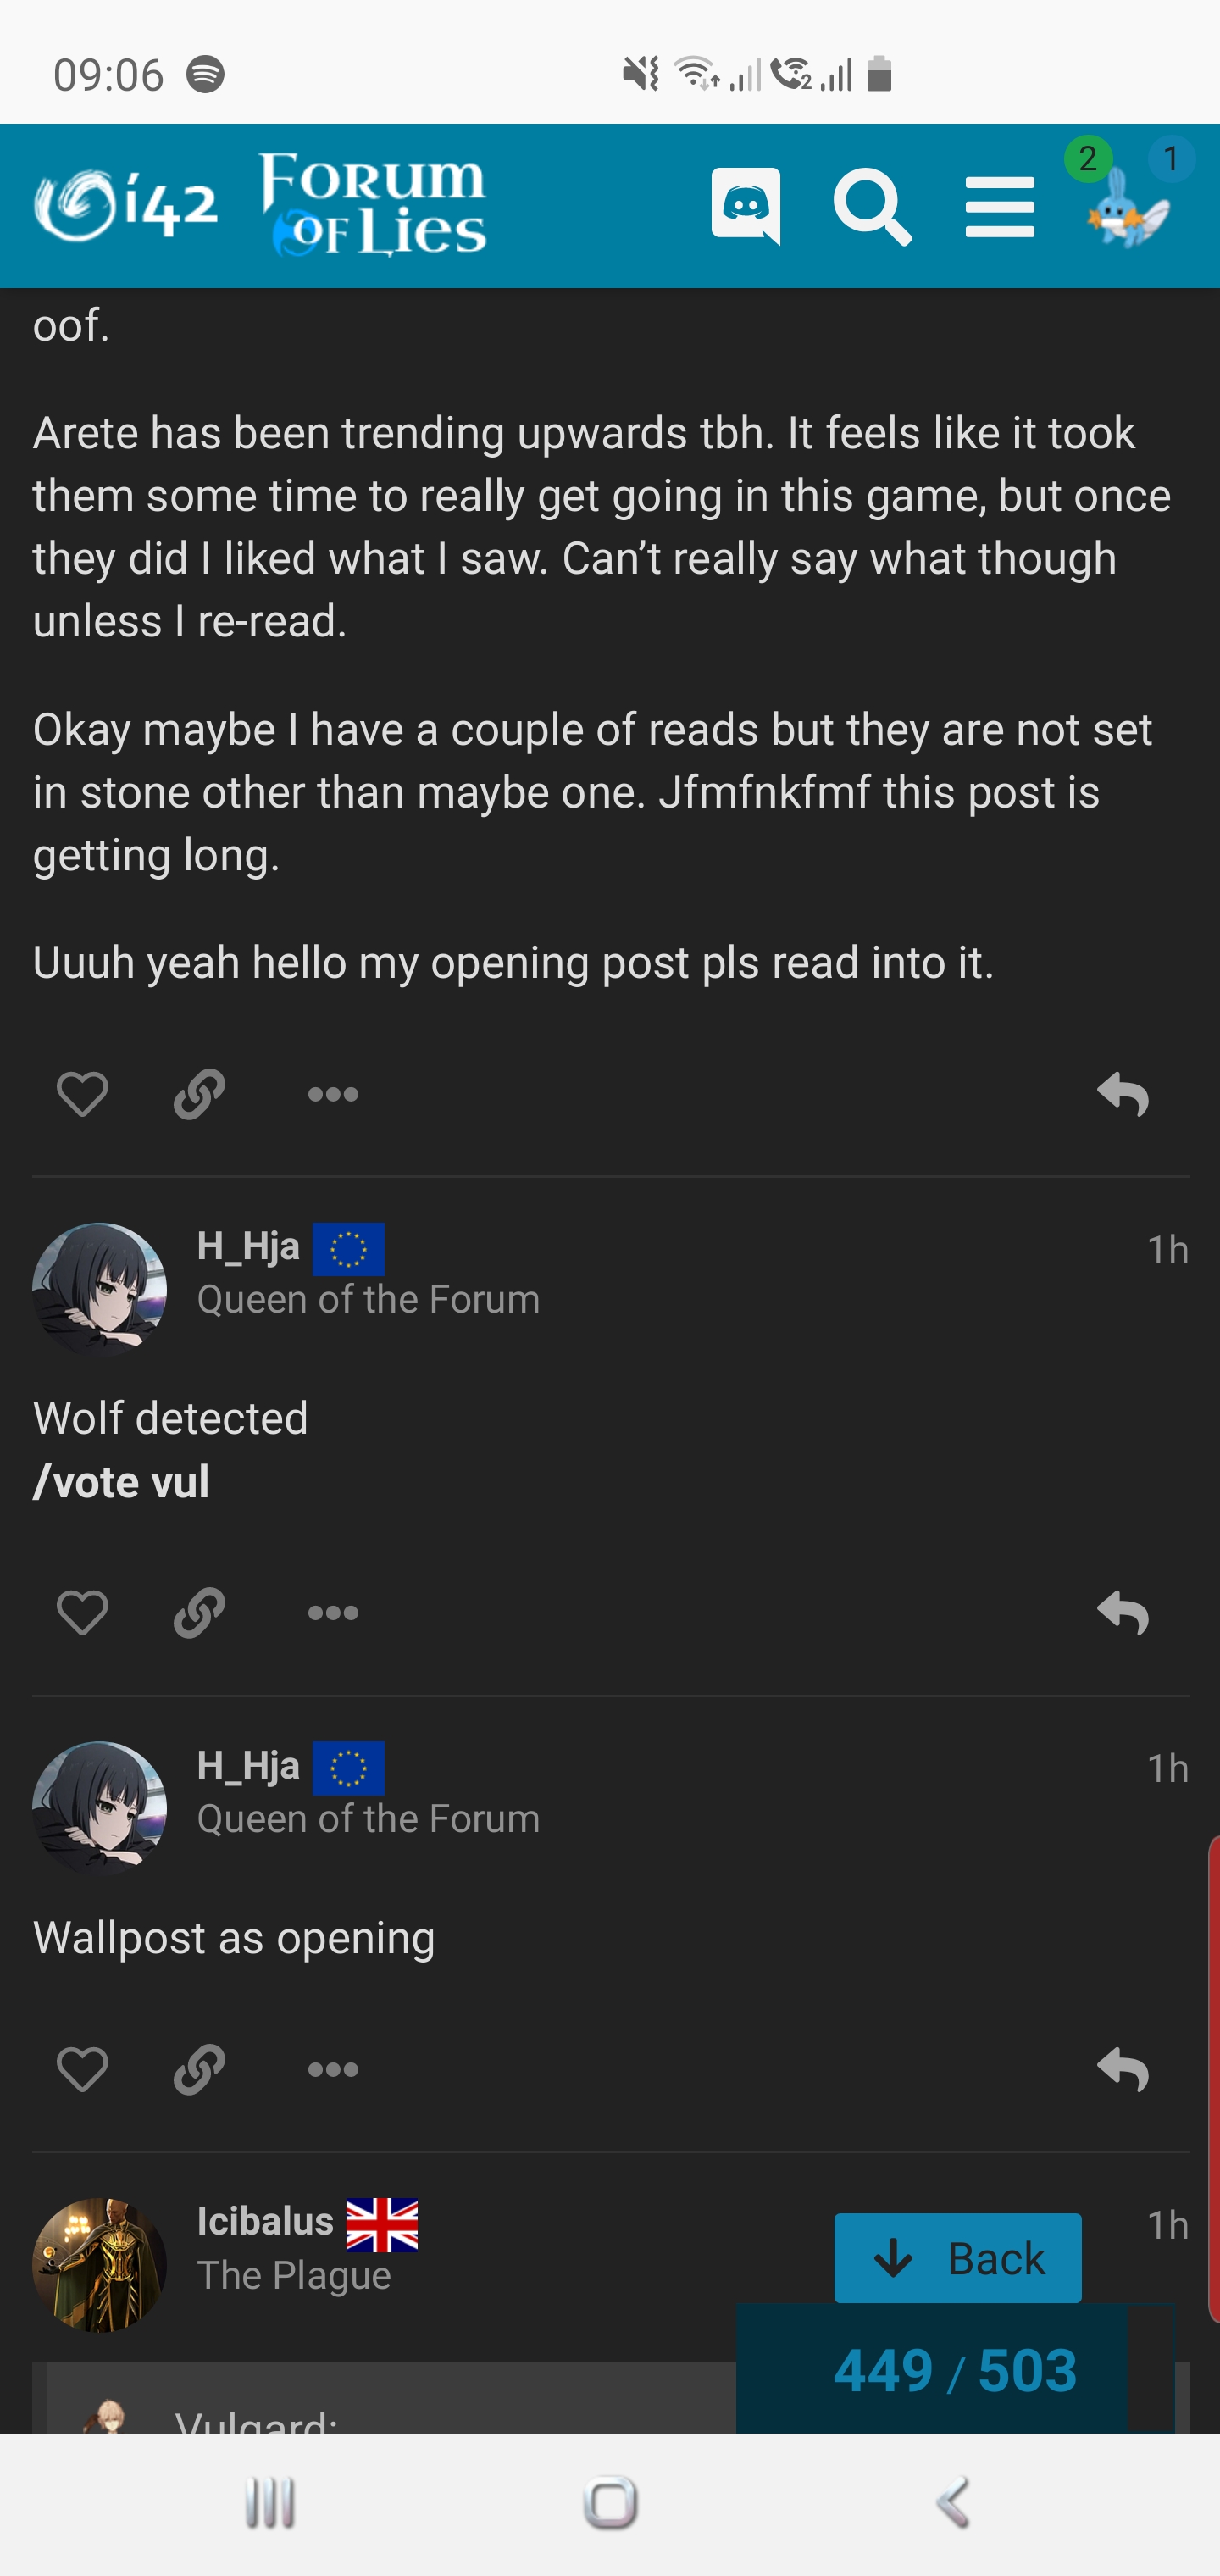 09:06
2
í42 FORUM OF LIES
2 1
oof.
Arete has been trending upwards tbh. It feels like it took
them some time to really get going in this game, but once
they did I liked what I saw. Can’t really say what though
unless I re-read.
Okay maybe I have a couple of reads but they are not set
in stone other than maybe one. Jfmfnkfmf this post is
getting long.
Uuuh yeah hello my opening post pls read into it.
H_Hja 1h
Queen of the Forum
Wolf detected
/vote vul
H_Hja 1h
Queen of the Forum
Wallpost as opening
Icibalus 1h
The Plague
Back
449 / 503
Vulgard: